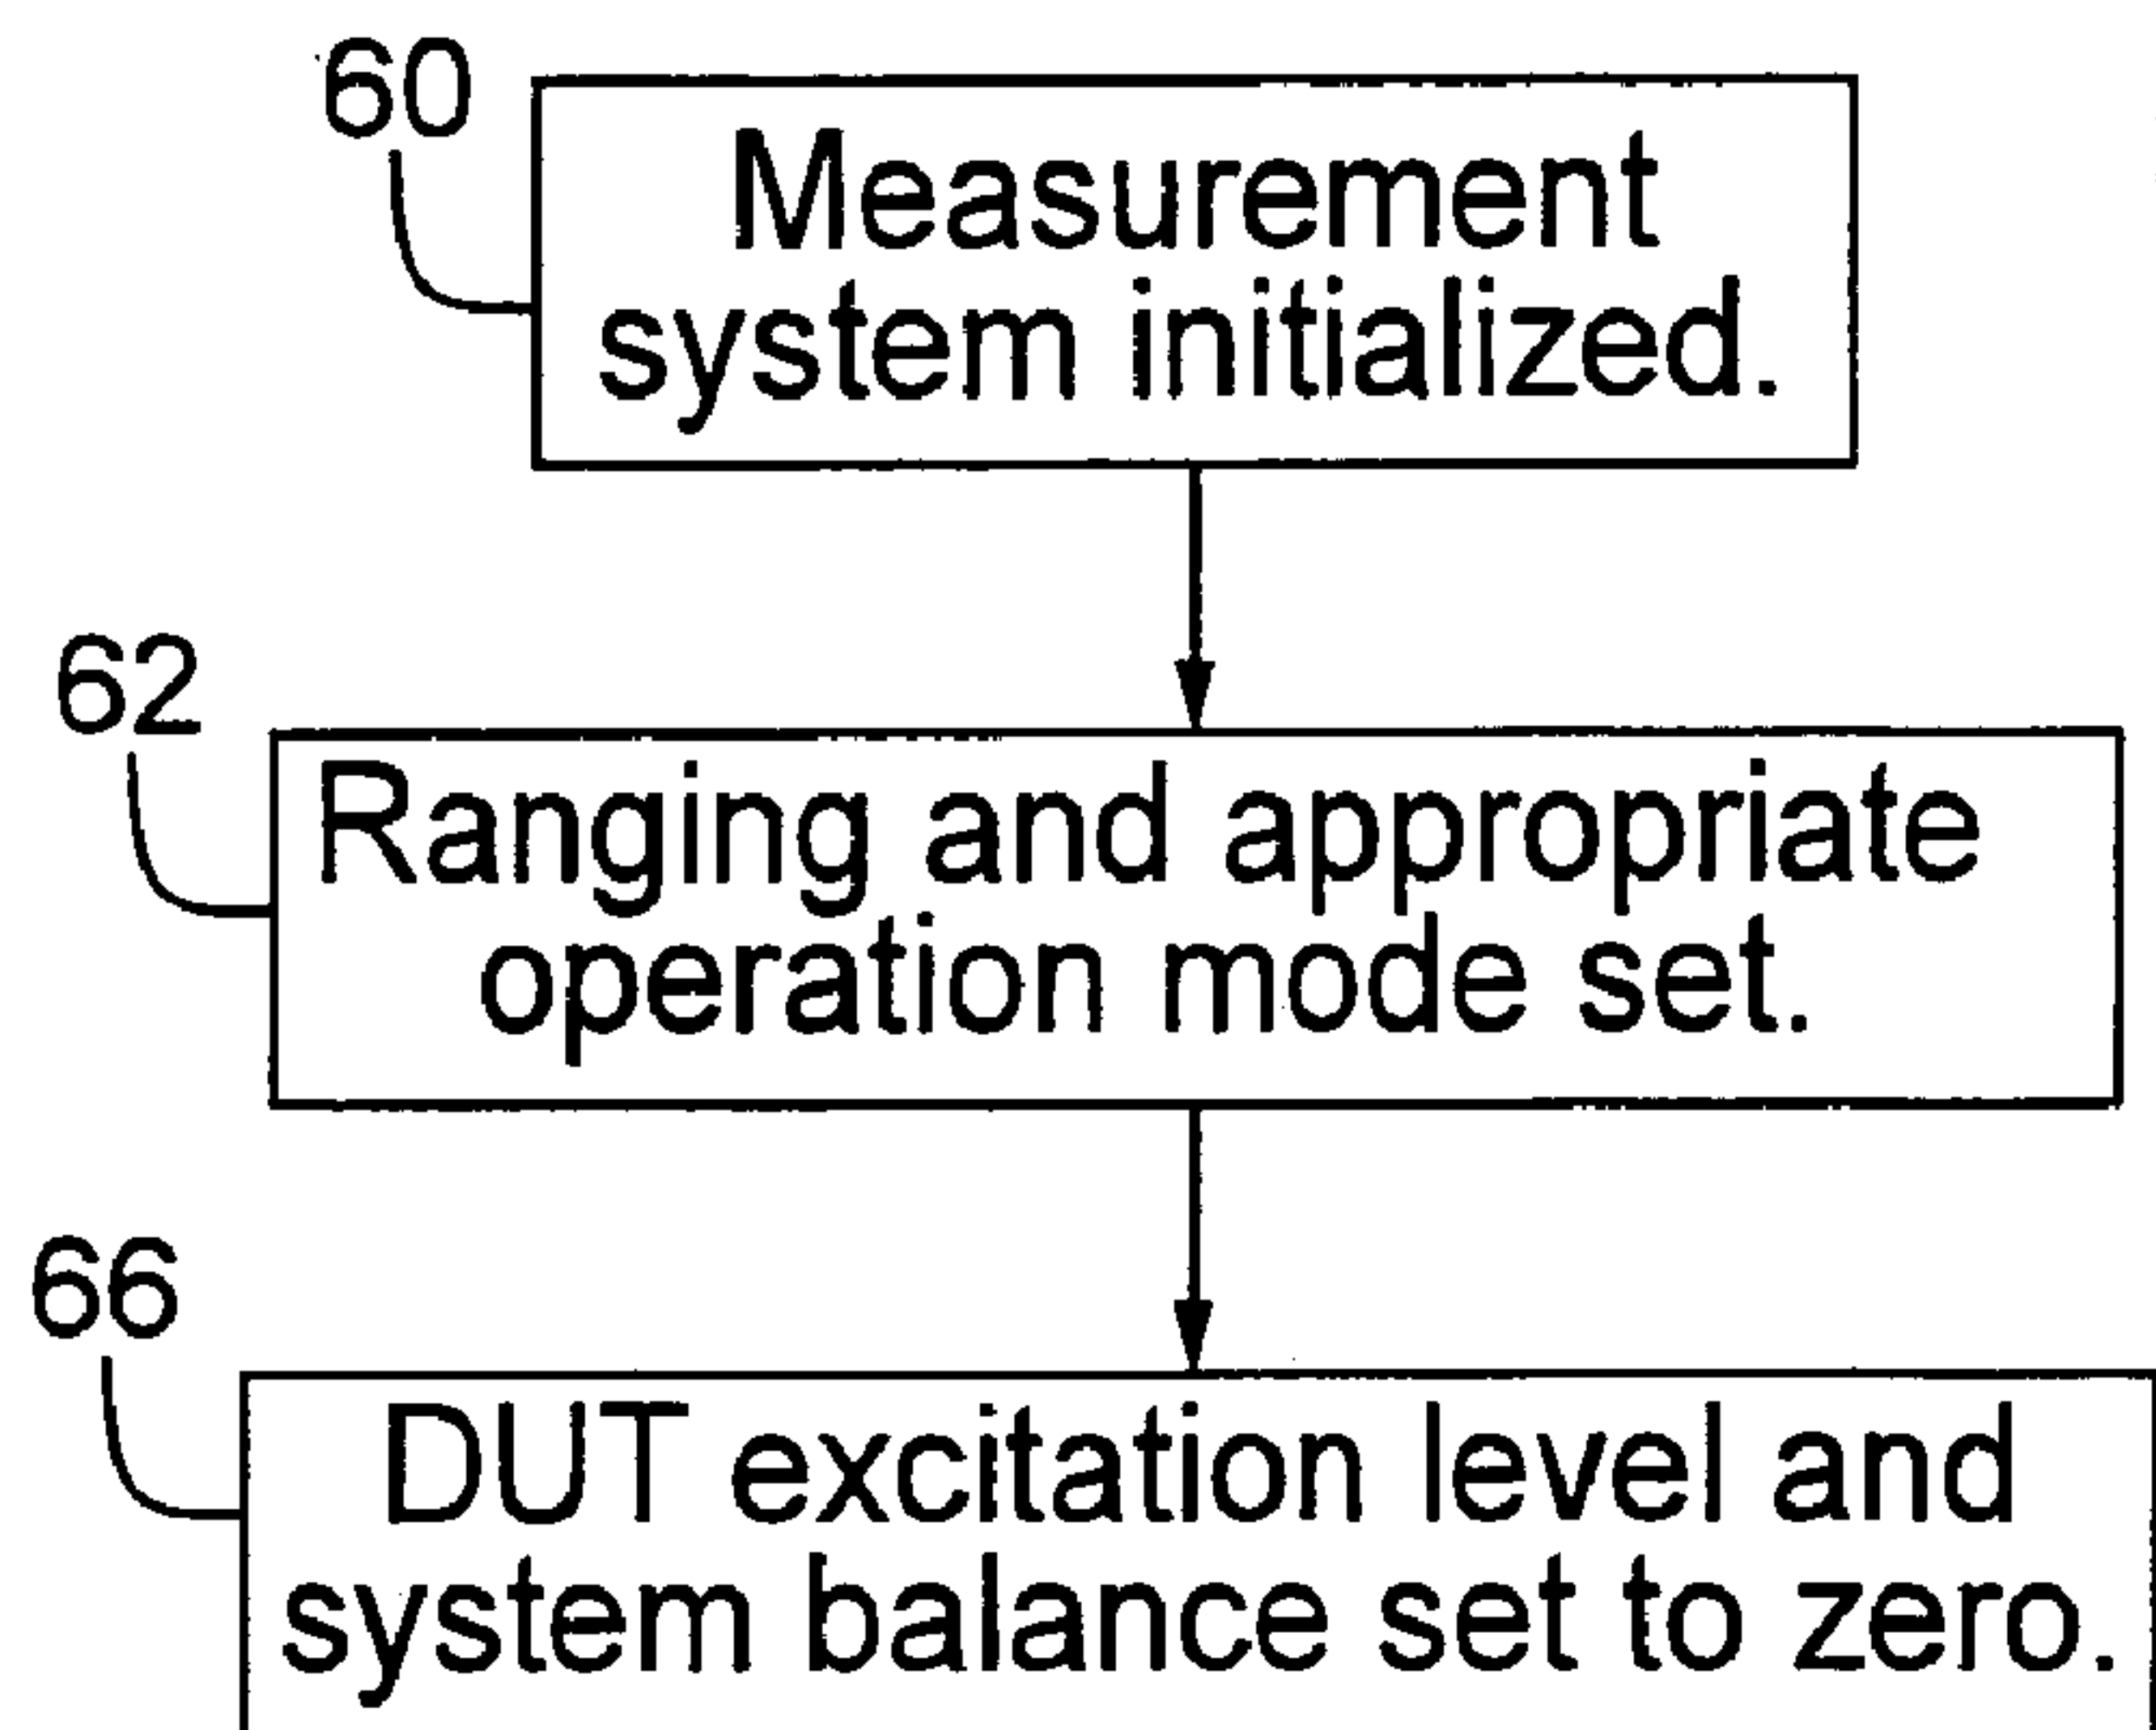 60
Measurement
system initialized.
62
Ranging and appropriate
operation mode set.
66
DUT excitation level and
system balance set to zero.